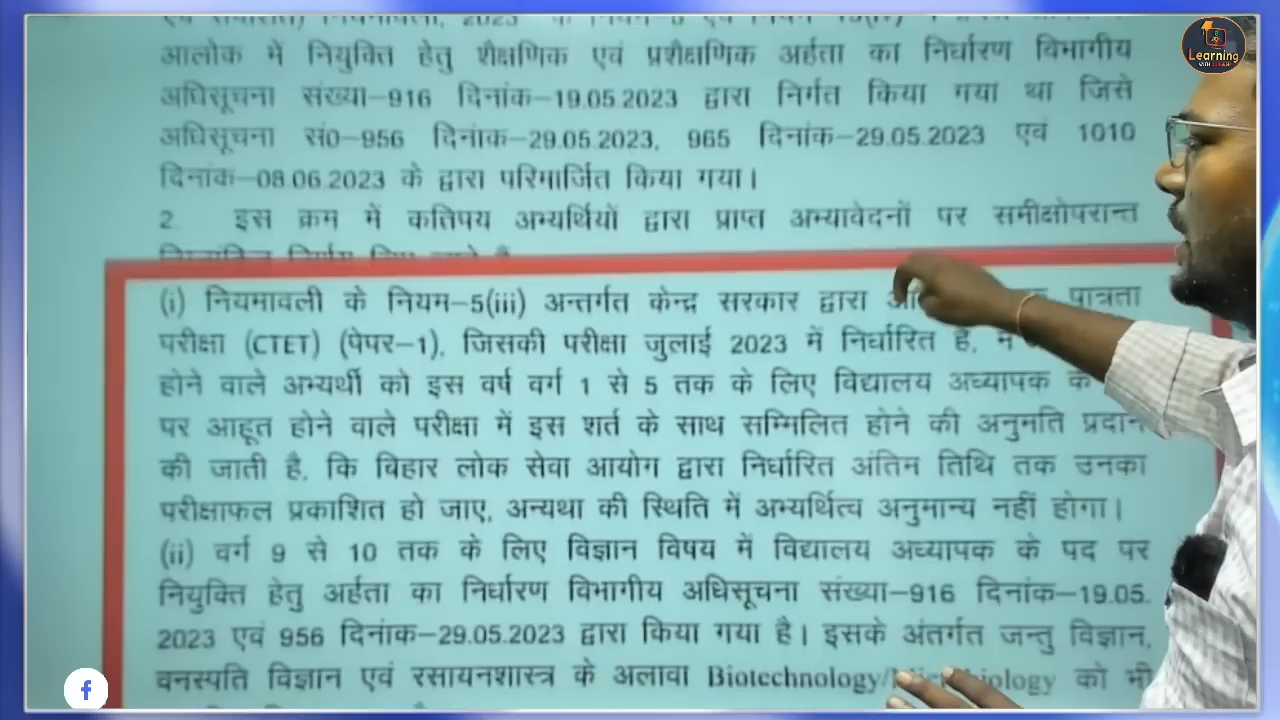 आलोक में नियुक्ति हेतु शैक्षणिक एवं प्रशैक्षणिक अर्हता का निर्धारण विभागीय
अधिसूचना संख्या-916 दिनांक-19.05.2023 द्वारा निर्गत किया गया था जिसे
अधिसूचना सं0-956 दिनांक-29.05.2023, 965 दिनांक-29.05.2023 एवं 1010
दिनांक-08.06.2023 के द्वारा परिमार्जित किया गया।
2 इस क्रम में कतिपय अभ्यर्थियों द्वारा प्राप्त अभ्यावेदनों पर समीक्षोपरान्त
(i) नियमावली के नियम-5(iii) अन्तर्गत केन्द्र सरकार द्वारा पात्रता
परीक्षा (CTET) (पेपर-1), जिसकी परीक्षा जुलाई 2023 में निर्धारित है,
होने वाले अभ्यर्थी को इस वर्ष वर्ग 1 से 5 तक के लिए विद्यालय अध्यापक के
पर आहूत होने वाले परीक्षा में इस शर्त के साथ सम्मिलित होने की अनुमति प्रदान
की जाती है, कि बिहार लोक सेवा आयोग द्वारा निर्धारित अंतिम तिथि तक उनका
परीक्षाफल प्रकाशित हो जाए, अन्यथा की स्थिति में अभ्यर्थित्व अनुमान्य नहीं होगा।
(ii) वर्ग 9 से 10 तक के लिए विज्ञान विषय में विद्यालय अध्यापक के पद पर
नियुक्ति हेतु अर्हता का निर्धारण विभागीय अधिसूचना संख्या-916 दिनांक-19.05.
2023 एवं 956 दिनांक-29.05.2023 द्वारा किया गया है। इसके अंतर्गत जन्तु विज्ञान,
वनस्पति विज्ञान एवं रसायनशास्त्र के अलावा Biotechnology/Microbiology को भी
Learning